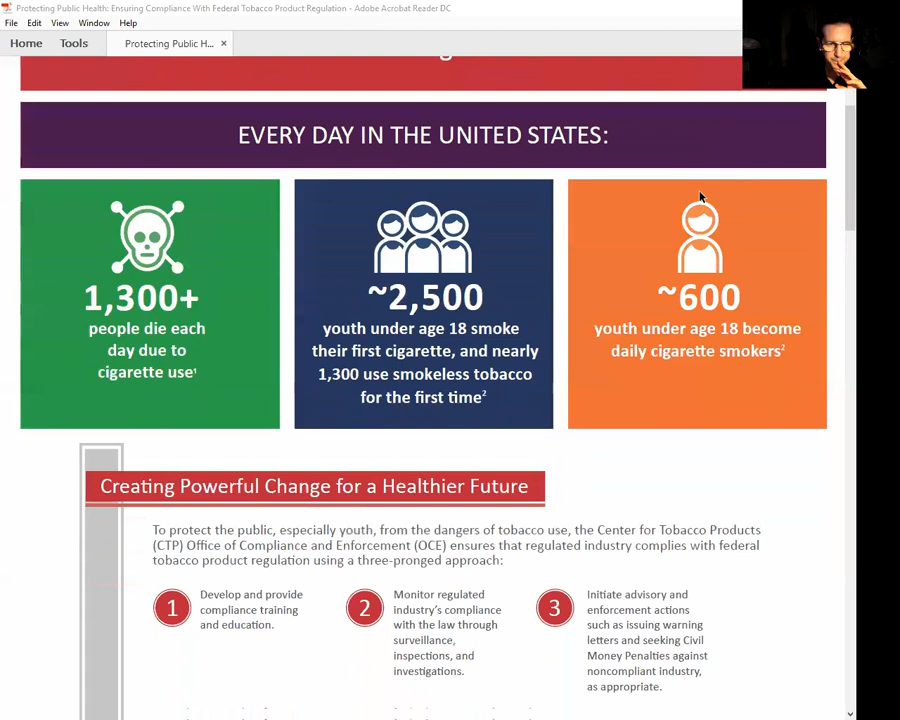 Protecting Public Health: Ensuring Compliance With Federal Tobacco Product Regulation - Adobe Acrobat Reader DC
File Edit View Window Help
Home Tools Protecting Public H... ×
EVERY DAY IN THE UNITED STATES:
1,300+
people die each
day due to
cigarette use¹
~2,500
youth under age 18 smoke
their first cigarette, and nearly
1,300 use smokeless tobacco
for the first time²
~600
youth under age 18 become
daily cigarette smokers²
Creating Powerful Change for a Healthier Future
To protect the public, especially youth, from the dangers of tobacco use, the Center for Tobacco Products
(CTP) Office of Compliance and Enforcement (OCE) ensures that regulated industry complies with federal
tobacco product regulation using a three-pronged approach:
1
Develop and provide
compliance training
and education.
2
Monitor regulated
industry's compliance
with the law through
surveillance,
inspections, and
investigations.
3
Initiate advisory and
enforcement actions
such as issuing warning
letters and seeking Civil
Money Penalties against
noncompliant industry,
as appropriate.